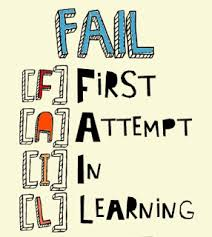 FAIL
[F] FIRST
[A] ATTEMPT
[I] IN
[L] LEARNING